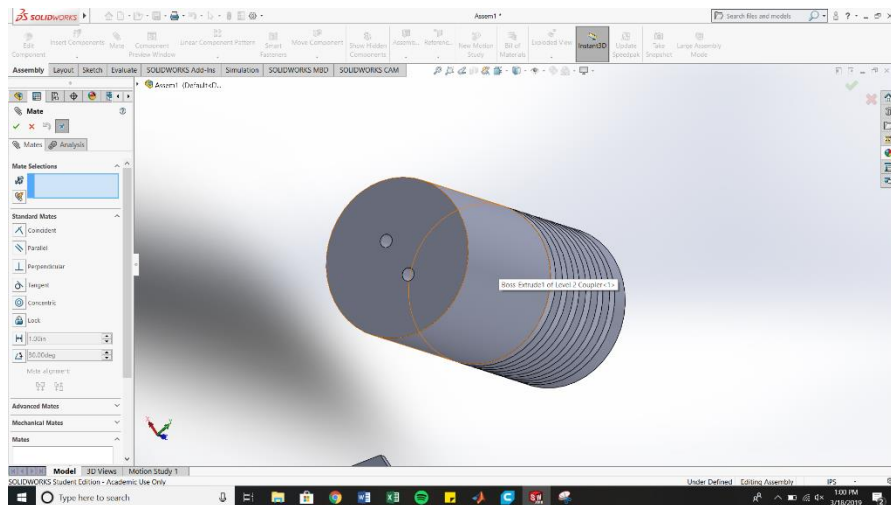 SOLIDWORKS
Assem1 *
Search files and models
Edit Component
Insert Components
Mate
Component Preview Window
Linear Component Pattern
Smart Fasteners
Move Component
Show Hidden Components
Assemb...
Referenc...
New Motion Study
Bill of Materials
Exploded View
Instant3D
Update Speedpak
Take Snapshot
Large Assembly Mode
Assembly Layout Sketch Evaluate SOLIDWORKS Add-Ins Simulation SOLIDWORKS MBD SOLIDWORKS CAM
Assem1 (Default<D...
Mate
Mates Analysis
Mate Selections
Standard Mates
Coincident
Parallel
Perpendicular
Tangent
Concentric
Lock
1.00in
30.00deg
Mate alignment:
Advanced Mates
Mechanical Mates
Mates
Boss Extrude1 of Level 2 Coupler<1>
Model 3D Views Motion Study 1
SOLIDWORKS Student Edition - Academic Use Only
Under Defined Editing Assembly IPS
Type here to search
1:00 PM
3/18/2019